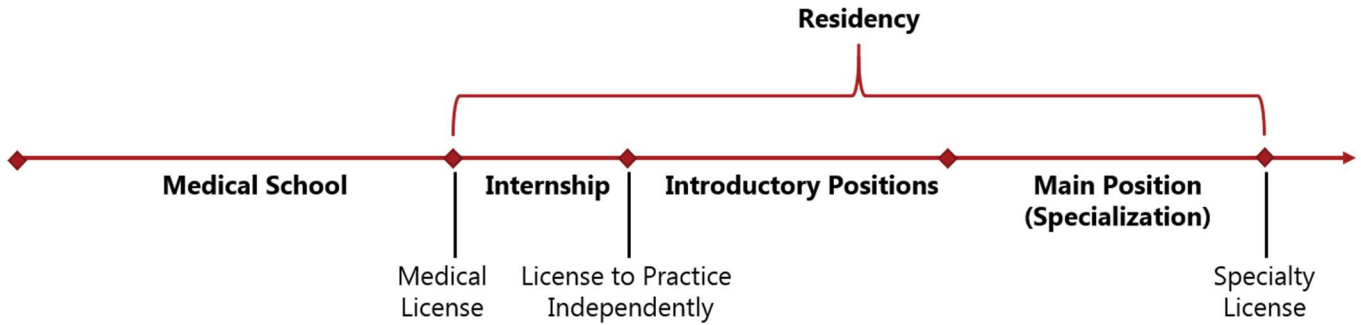 Residency
Medical School
Internship
Introductory Positions
Main Position
(Specialization)
Medical
License
License to Practice
Independently
Specialty
License